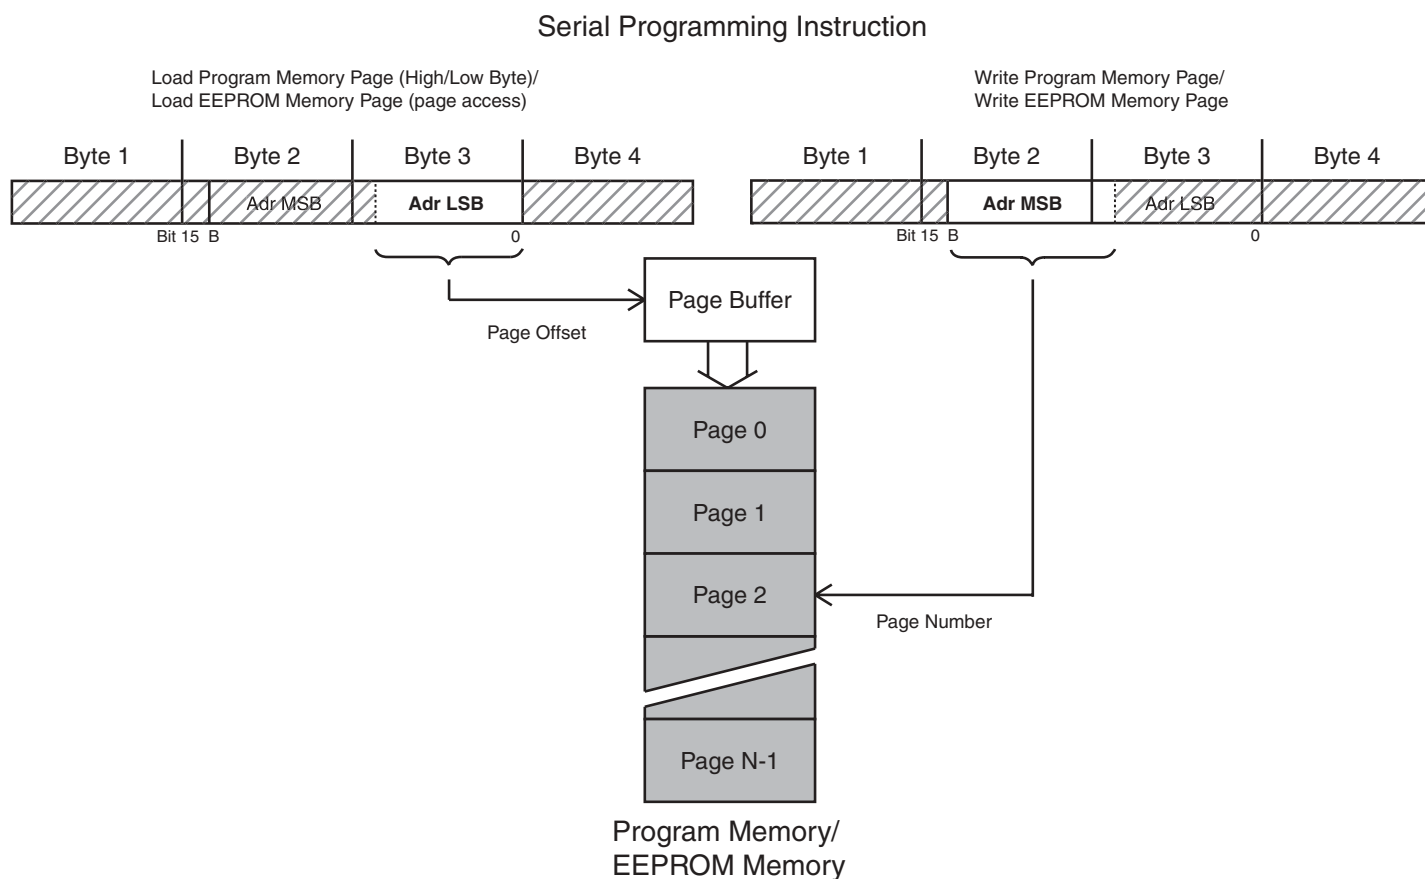 Serial Programming Instruction
Load Program Memory Page (High/Low Byte)/
Load EEPROM Memory Page (page access)
Write Program Memory Page/
Write EEPROM Memory Page
Byte 1 Byte 2 Byte 3 Byte 4
Adr MSB Adr LSB
Bit 15 B 0
Byte 1 Byte 2 Byte 3 Byte 4
Adr MSB Adr LSB
Bit 15 B 0
Page Buffer
Page Offset
Page 0
Page 1
Page 2
Page Number
Page N-1
Program Memory/
EEPROM Memory